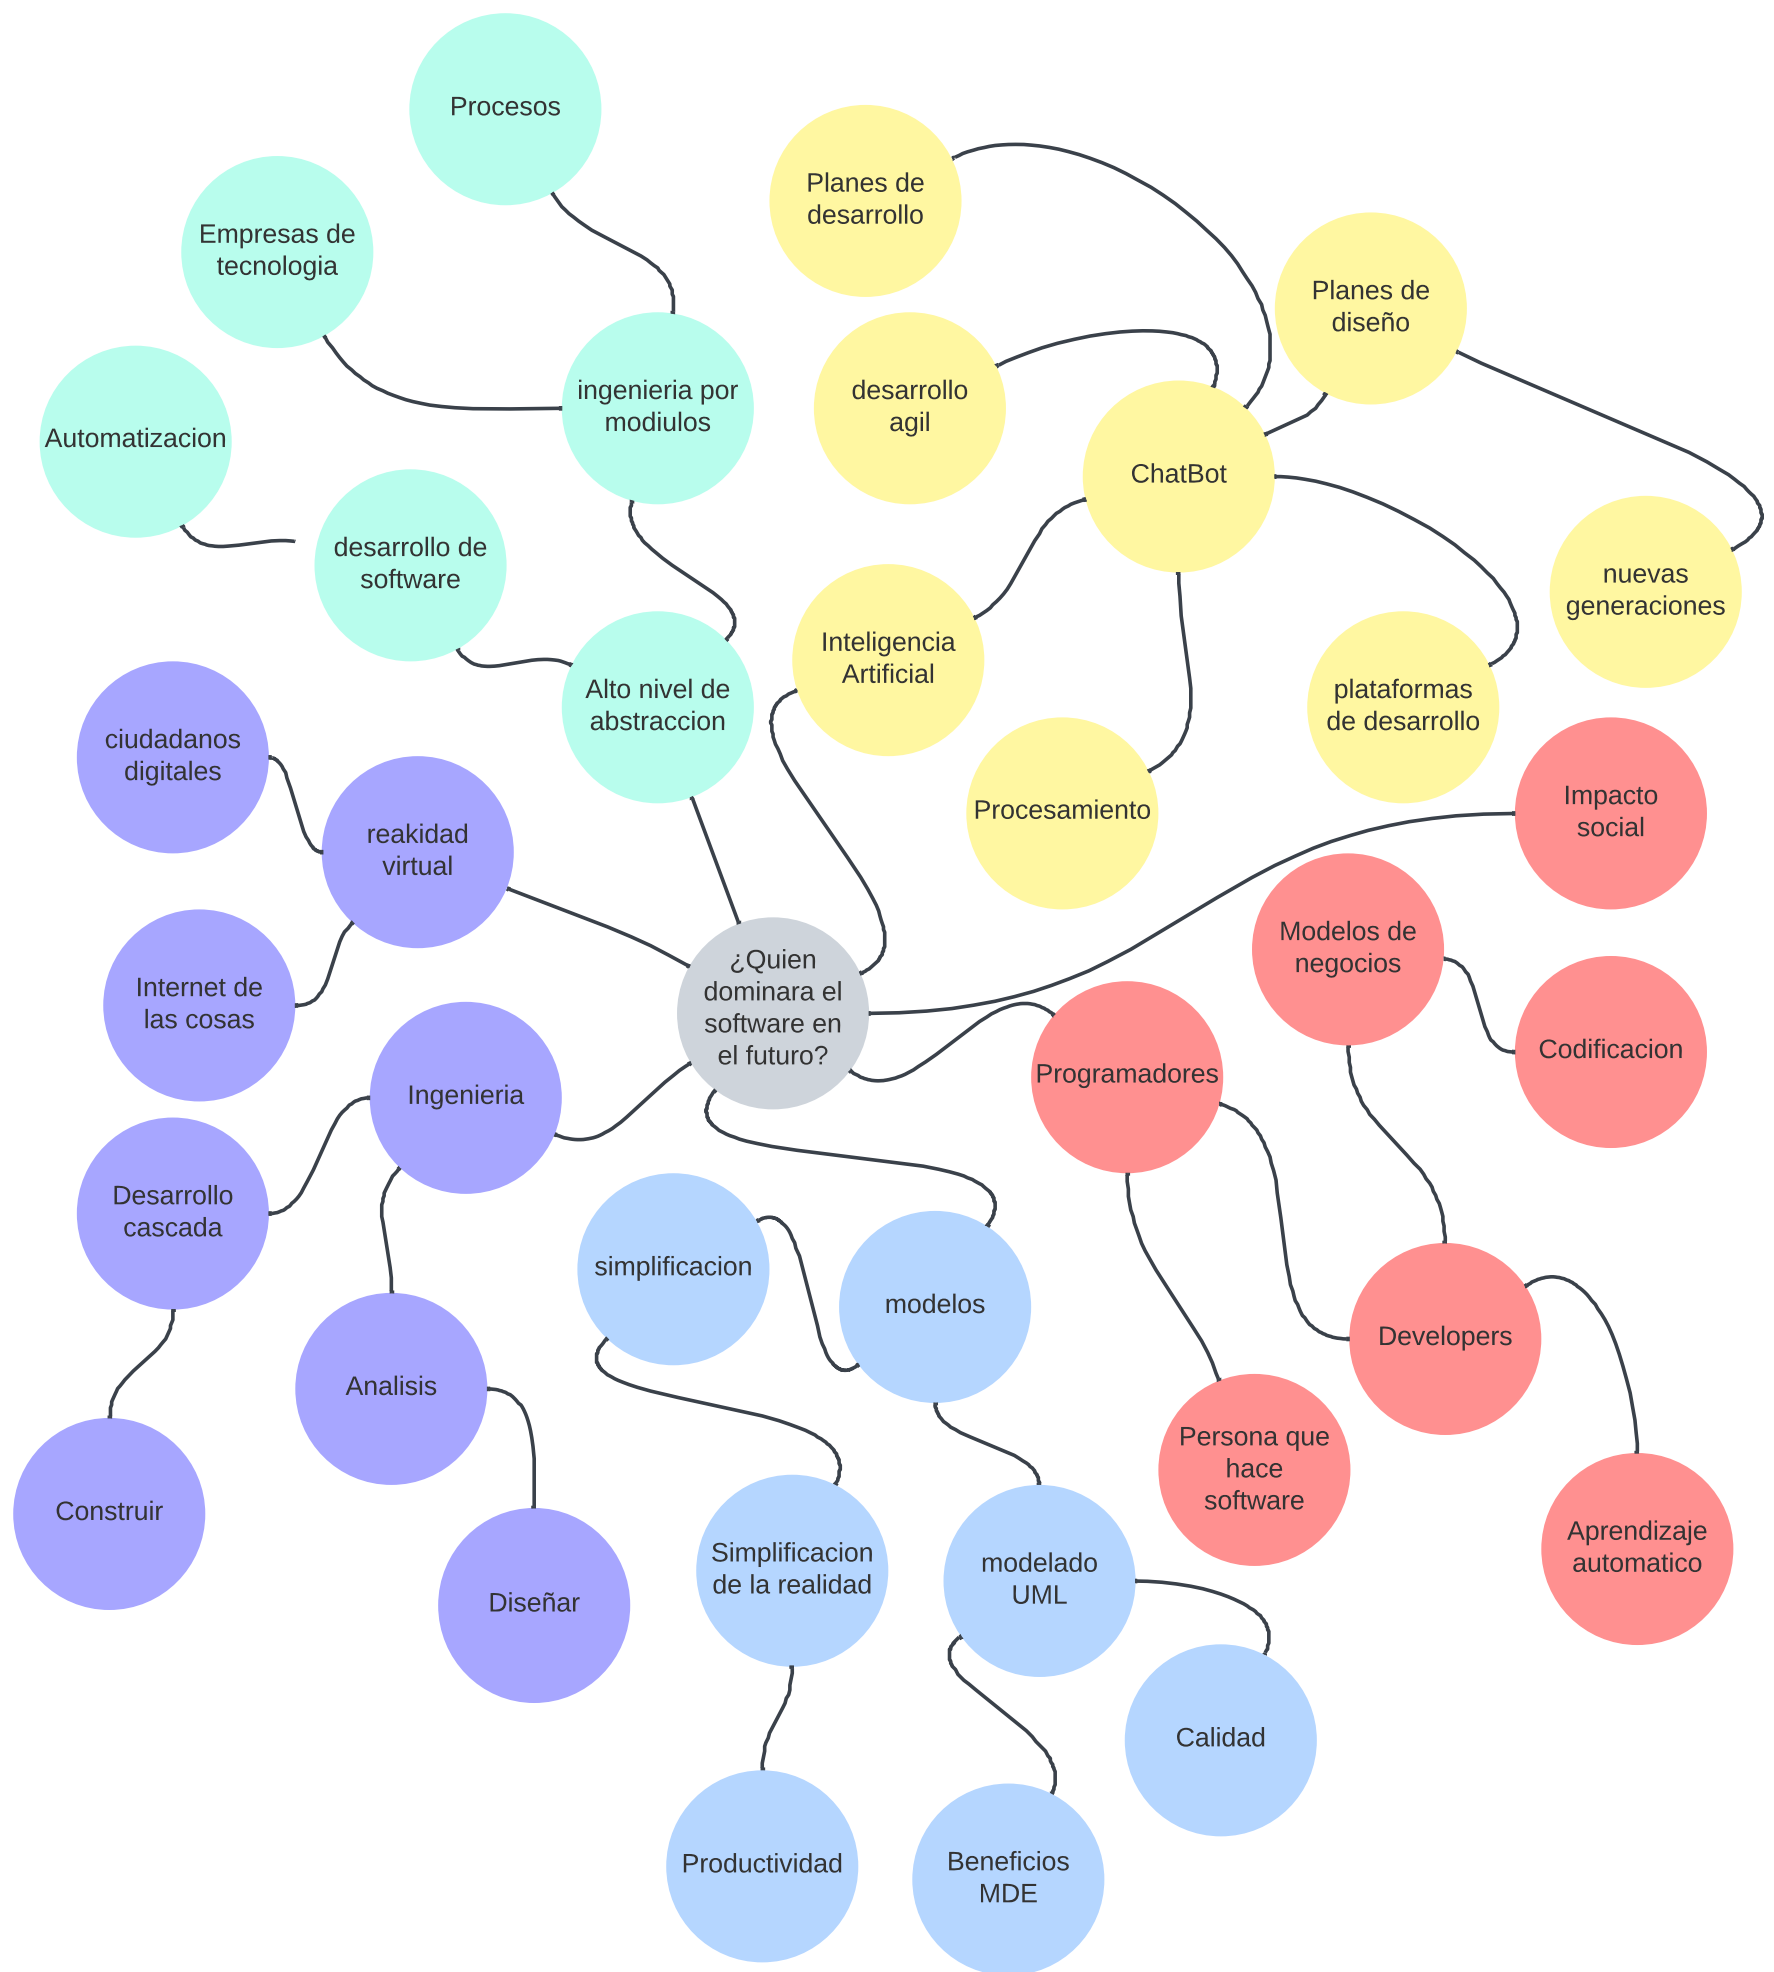 Procesos
Empresas de
tecnologia
Automatizacion
ingenieria por
modiulos
desarrollo de
software
Alto nivel de
abstraccion
Planes de
desarrollo
Planes de
diseño
desarrollo
agil
ChatBot
nuevas
generaciones
Inteligencia
Artificial
plataformas
de desarrollo
Procesamiento
ciudadanos
digitales
reakidad
virtual
Internet de
las cosas
¿Quien
dominara el
software en
el futuro?
Impacto
social
Modelos de
negocios
Codificacion
Programadores
Developers
Persona que
hace
software
Aprendizaje
automatico
Ingenieria
Desarrollo
cascada
Analisis
Construir
Diseñar
simplificacion
modelos
Simplificacion
de la realidad
modelado
UML
Calidad
Productividad
Beneficios
MDE